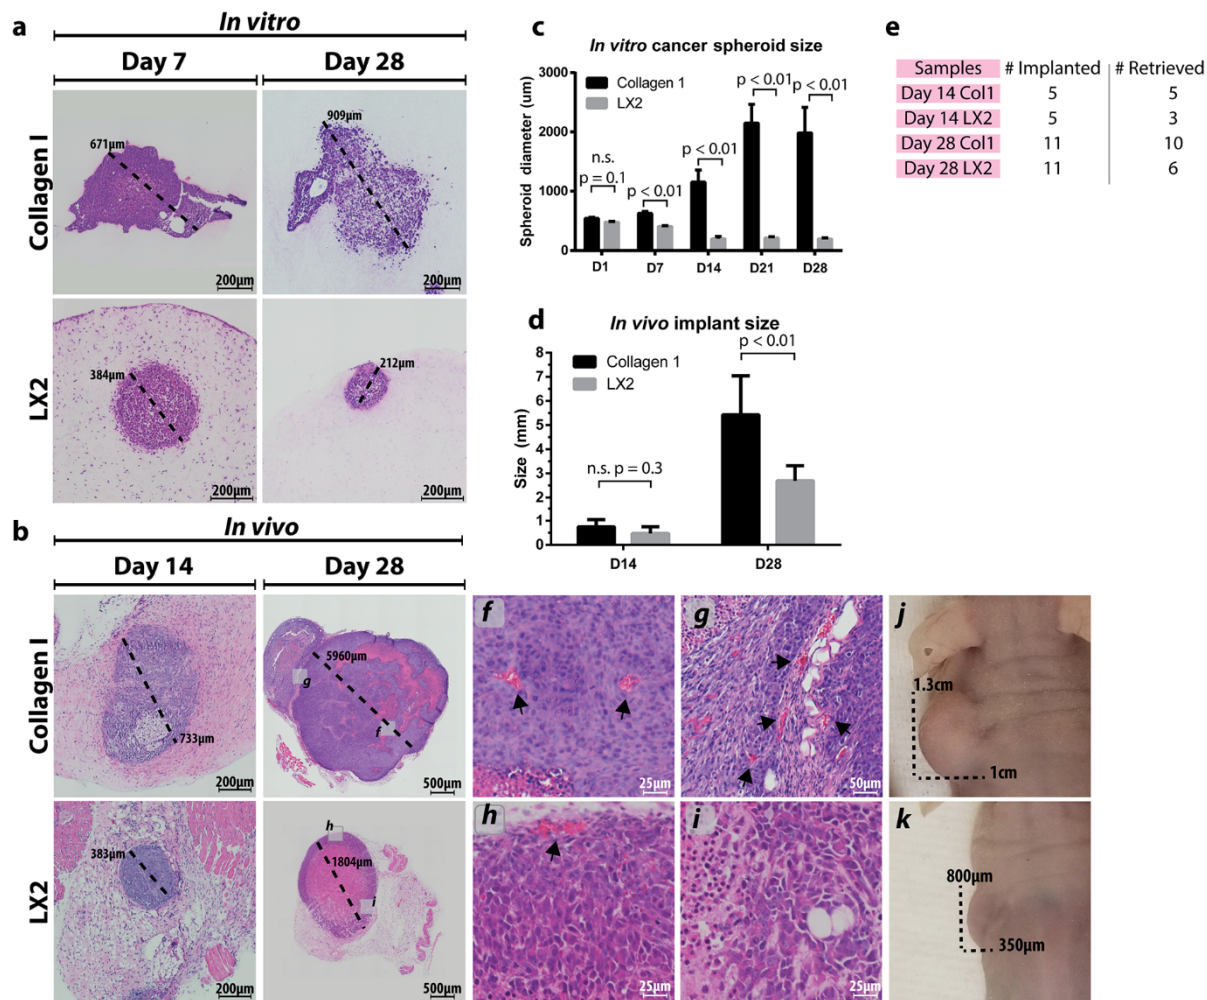 a
In vitro
Day 7
Day 28
Collagen I
671µm
200µm
909µm
200µm
LX2
384µm
200µm
212µm
200µm
b
In vivo
Day 14
Day 28
Collagen I
733µm
200µm
5960µm
g
f
500µm
LX2
383µm
200µm
h
1804µm
i
500µm
c
In vitro cancer spheroid size
Spheroid diameter (um)
3000
2000
1000
0
Collagen 1
LX2
n.s.
p = 0.1
p < 0.01
p < 0.01
p < 0.01
p < 0.01
D1 D7 D14 D21 D28
d
In vivo implant size
Size (mm)
8
7
6
5
4
3
2
1
0
Collagen 1
LX2
n.s. p = 0.3
p < 0.01
D14 D28
e
Samples # Implanted # Retrieved
Day 14 Col1 5 5
Day 14 LX2 5 3
Day 28 Col1 11 10
Day 28 LX2 11 6
f
25µm
g
50µm
h
25µm
i
25µm
j
1.3cm
1cm
k
800µm
350µm